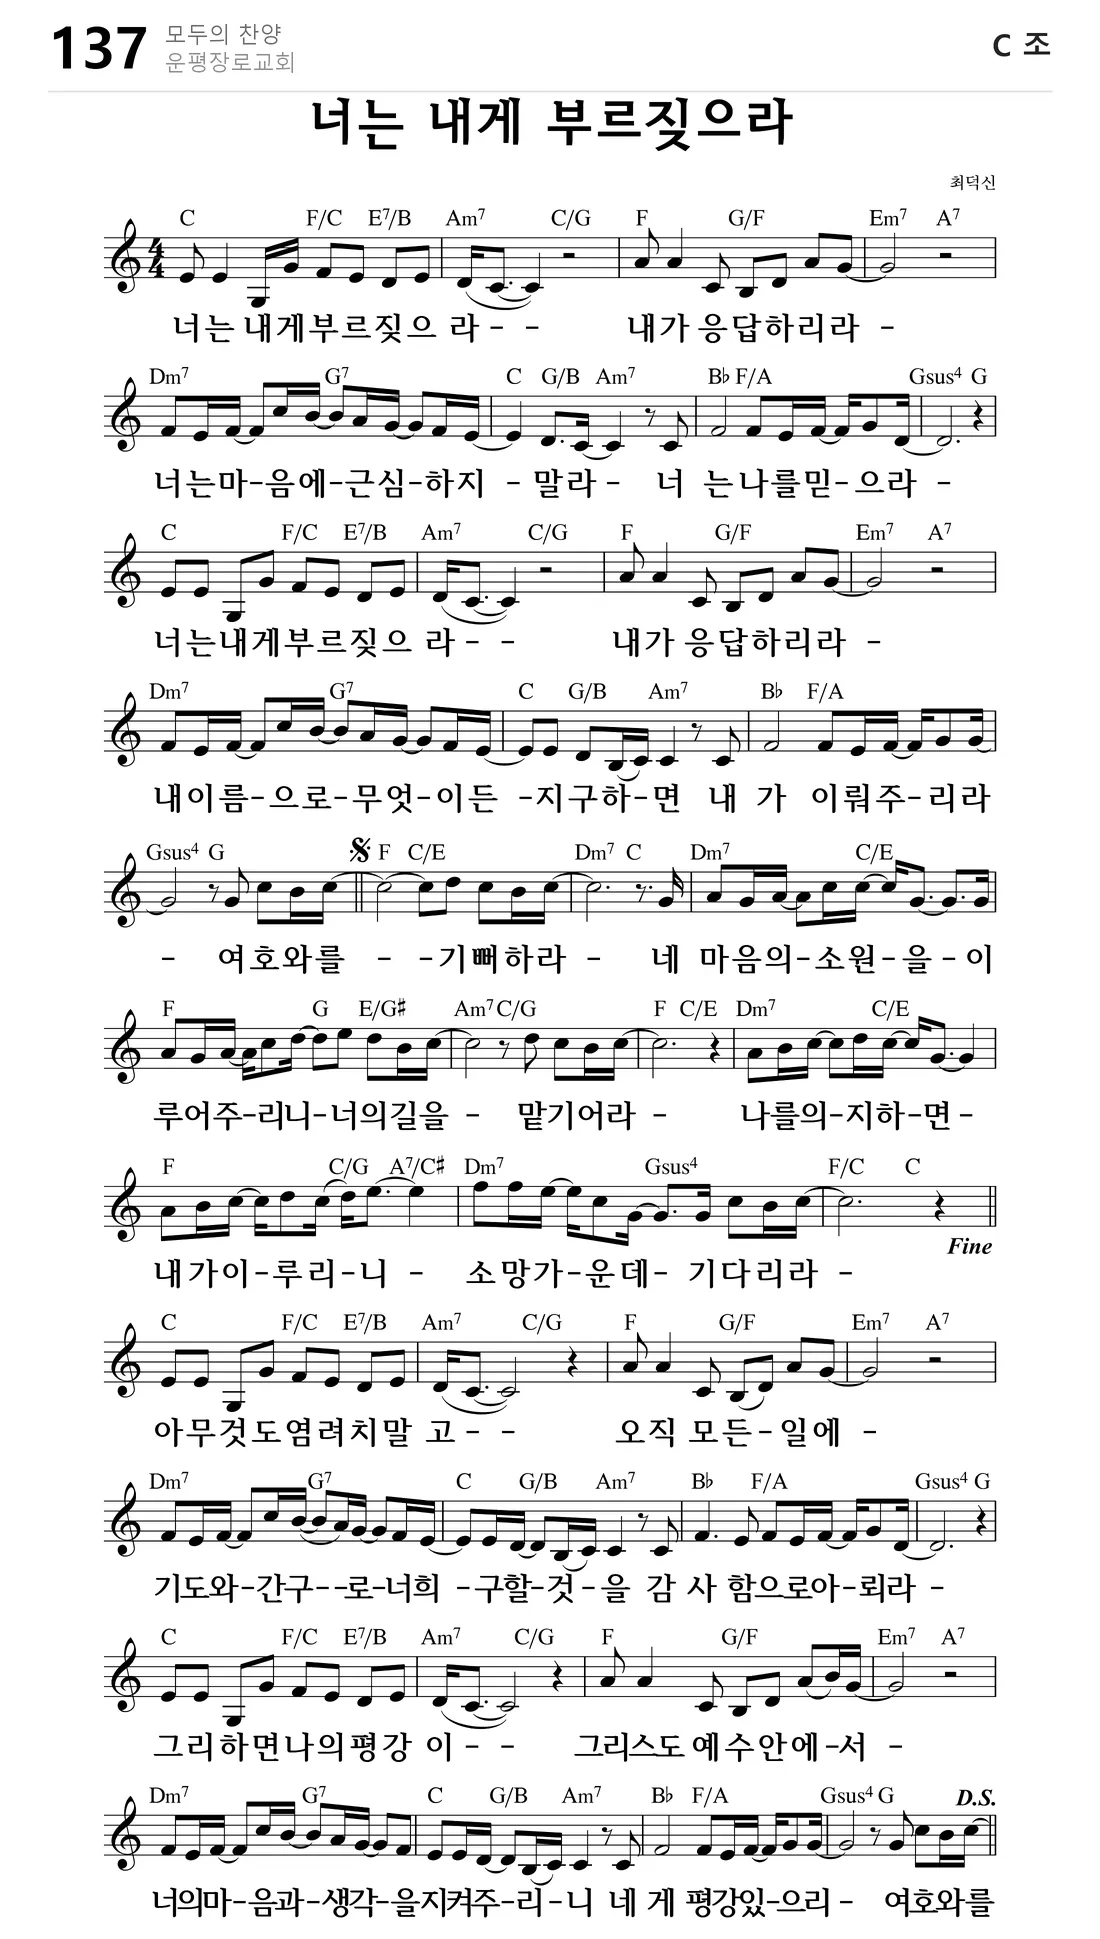 137 모두의 찬양
운평장로교회
C 조
너는 내게 부르짖으라
최덕신
C F/C E7/B Am7 C/G F G/F Em7 A7
너는 내게부르짖으 라 - - 내가 응답하리라 -
Dm7 G7 C G/B Am7 B♭ F/A Gsus4 G
너는마-음에-근심-하지 - 말라 - 너 는나를믿-으라 -
C F/C E7/B Am7 C/G F G/F Em7 A7
너는내게부르짖으 라 - - 내가 응답하리라 -
Dm7 G7 C G/B Am7 B♭ F/A
내이름-으로-무엇-이든 -지구하-면 내 가 이뤄주-리라
Gsus4 G F C/E Dm7 C Dm7 C/E
- 여호와를 - -기뻐하라 - 네 마음의-소원-을-이
F G E/G♯ Am7 C/G F C/E Dm7 C/E
루어주-리니-너의길을 - 맡기어라 - 나를의-지하-면-
F C/G A7/C♯ Dm7 Gsus4 F/C C
Fine
내가이-루리-니 - 소망가-운데- 기다리라 -
C F/C E7/B Am7 C/G F G/F Em7 A7
아무것도염려치말 고 - - 오직 모든-일에 -
Dm7 G7 C G/B Am7 B♭ F/A Gsus4 G
기도와-간구--로-너희 -구할-것-을 감 사 함으로아-뢰라 -
C F/C E7/B Am7 C/G F G/F Em7 A7
그리하면나의평강 이 - - 그리스도 예수안에-서 -
Dm7 G7 C G/B Am7 B♭ F/A Gsus4 G D.S.
너의마-음과-생각-을지켜주-리-니 네 게 평강있-으리 - 여호와를